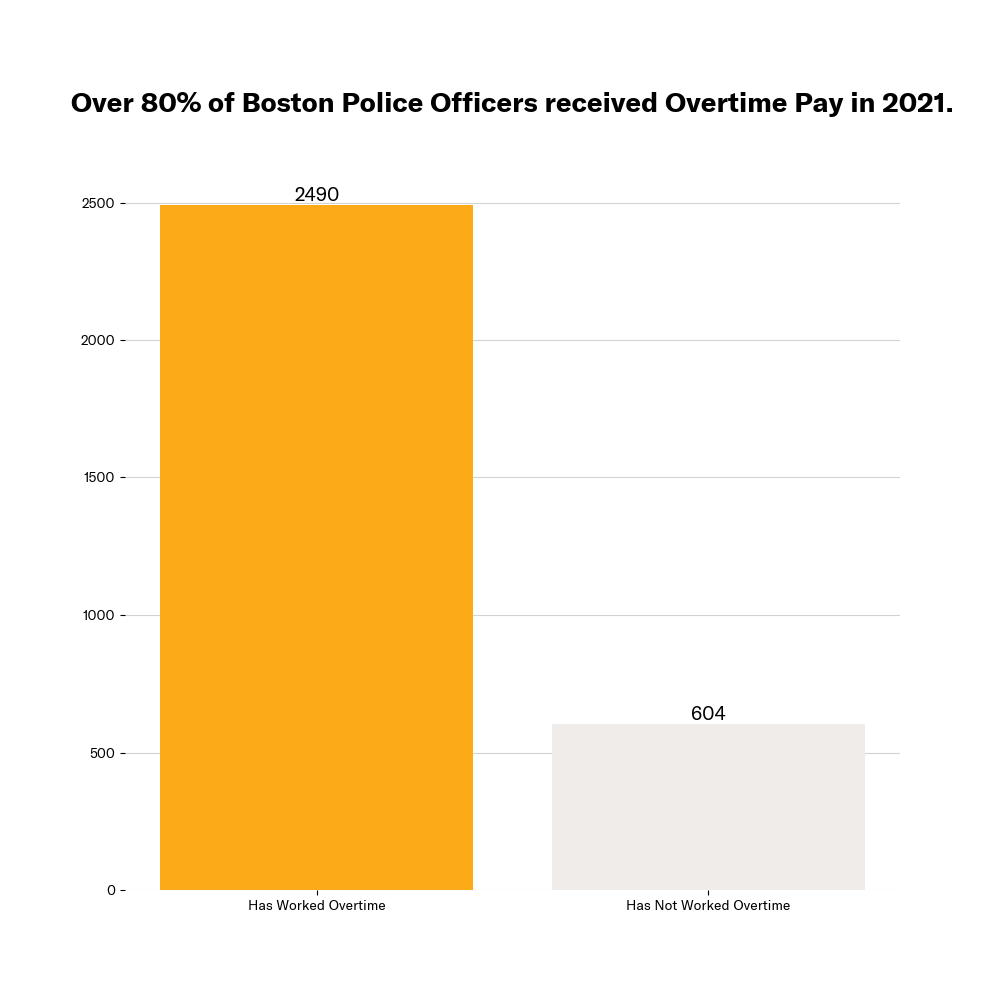 Over 80% of Boston Police Officers received Overtime Pay in 2021.
2490
2500
2000
1500
1000
604
500
0
Has Worked Overtime
Has Not Worked Overtime